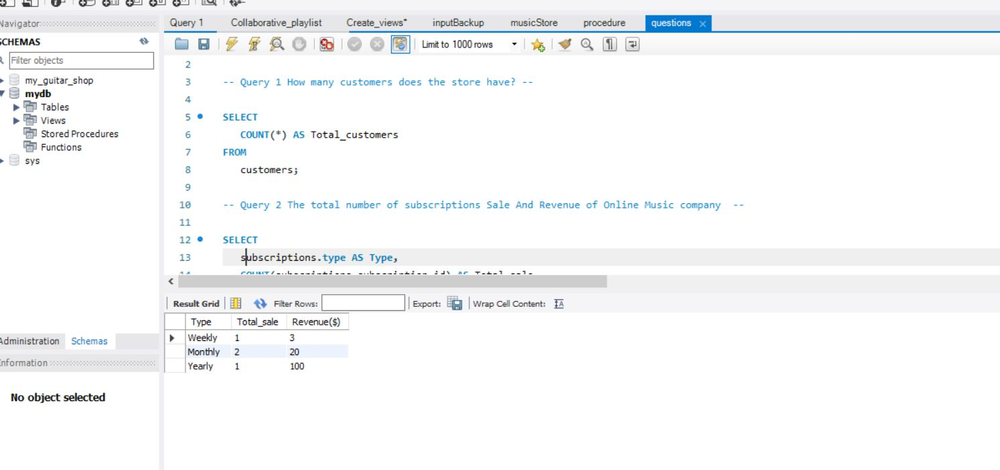 Navigator
Query 1 Collaborative_playlist Create_views* inputBackup musicStore procedure questions
SCHEMAS
Limit to 1000 rows
Filter objects
my_guitar_shop
mydb
Tables
Views
Stored Procedures
Functions
sys
2
3 -- Query 1 How many customers does the store have? --
4
5 SELECT
6 COUNT(*) AS Total_customers
7 FROM
8 customers;
9
10 -- Query 2 The total number of subscriptions Sale And Revenue of Online Music company --
11
12 SELECT
13 subscriptions.type AS Type,
14 COUNT(subscriptions.subscription_id) AS Total_sale
Result Grid Filter Rows: Export: Wrap Cell Content:
Type Total_sale Revenue($)
Weekly 1 3
Monthly 2 20
Yearly 1 100
Administration Schemas
Information
No object selected